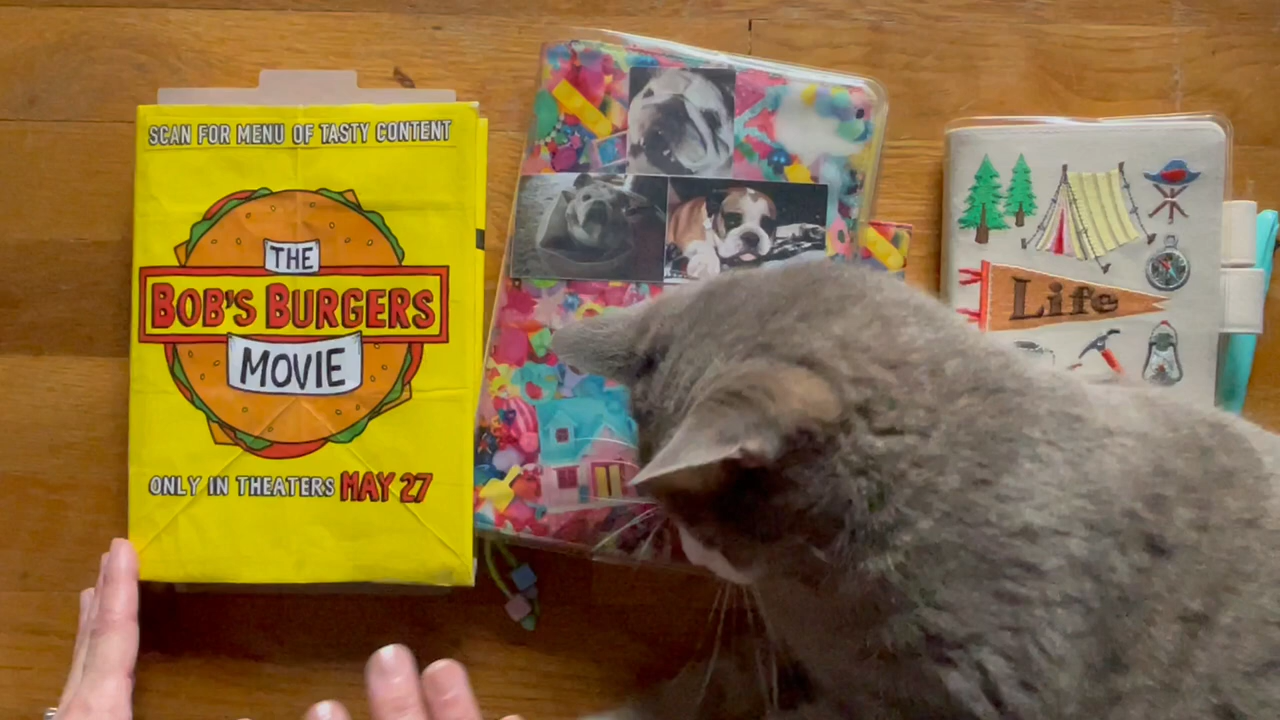 SCAN FOR MENU OF TASTY CONTENT
THE
BOB'S BURGERS
MOVIE
ONLY IN THEATERS MAY 27
Life